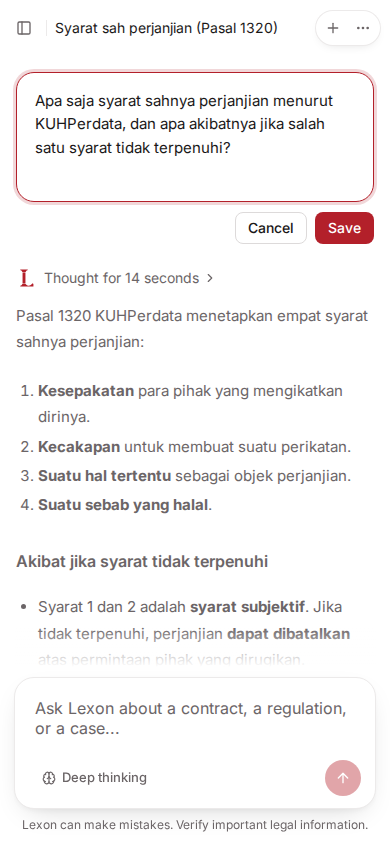 Syarat sah perjanjian (Pasal 1320)
Apa saja syarat sahnya perjanjian menurut
KUHPerdata, dan apa akibatnya jika salah
satu syarat tidak terpenuhi?
Cancel
Save
L Thought for 14 seconds
Pasal 1320 KUHPerdata menetapkan empat syarat
sahnya perjanjian:
1. Kesepakatan para pihak yang mengikatkan
dirinya.
2. Kecakapan untuk membuat suatu perikatan.
3. Suatu hal tertentu sebagai objek perjanjian.
4. Suatu sebab yang halal.
Akibat jika syarat tidak terpenuhi
• Syarat 1 dan 2 adalah syarat subjektif. Jika
tidak terpenuhi, perjanjian dapat dibatalkan
atas permintaan pihak yang dirugikan.
Ask Lexon about a contract, a regulation,
or a case...
Deep thinking
Lexon can make mistakes. Verify important legal information.